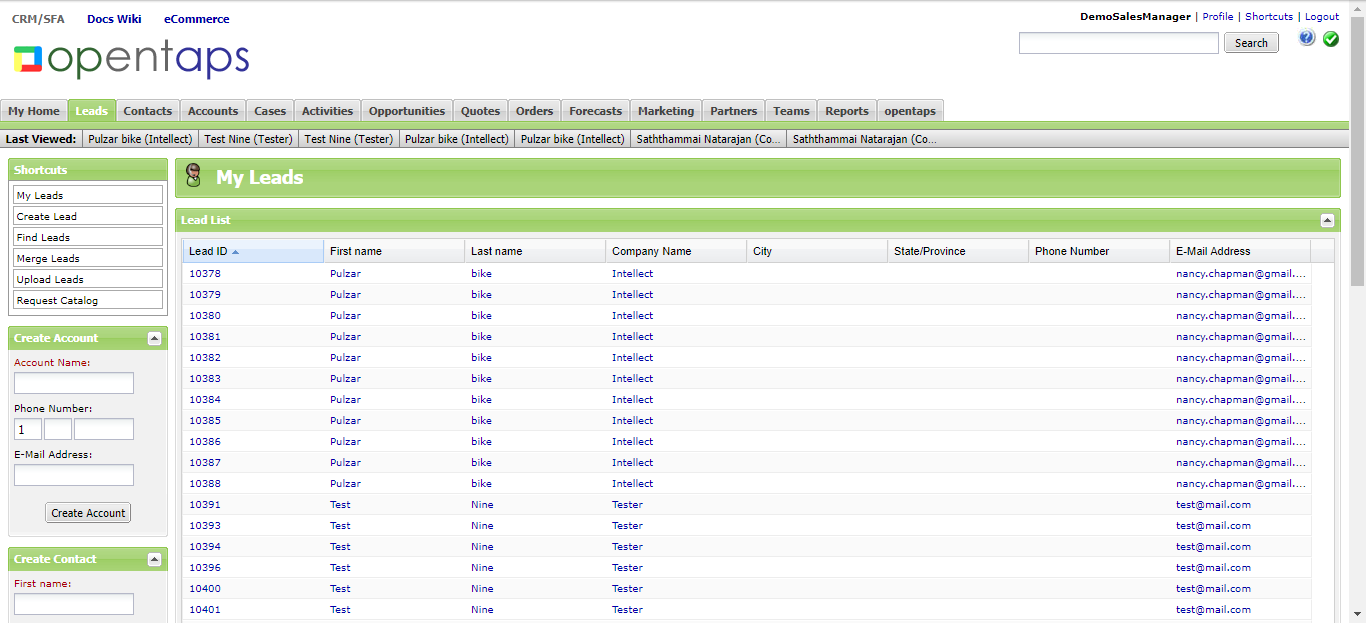 CRM/SFA Docs Wiki eCommerce
DemoSalesManager | Profile | Shortcuts | Logout
opentaps
Search
My Home Leads Contacts Accounts Cases Activities Opportunities Quotes Orders Forecasts Marketing Partners Teams Reports opentaps
Last Viewed: Pulzar bike (Intellect) Test Nine (Tester) Test Nine (Tester) Pulzar bike (Intellect) Pulzar bike (Intellect) Saththammai Natarajan (Co... Saththammai Natarajan (Co...
Shortcuts
My Leads
Create Lead
Find Leads
Merge Leads
Upload Leads
Request Catalog
Create Account
Account Name:
Phone Number:
1
E-Mail Address:
Create Account
Create Contact
First name:
My Leads
Lead List
Lead ID First name Last name Company Name City State/Province Phone Number E-Mail Address
10378 Pulzar bike Intellect nancy.chapman@gmail....
10379 Pulzar bike Intellect nancy.chapman@gmail....
10380 Pulzar bike Intellect nancy.chapman@gmail....
10381 Pulzar bike Intellect nancy.chapman@gmail....
10382 Pulzar bike Intellect nancy.chapman@gmail....
10383 Pulzar bike Intellect nancy.chapman@gmail....
10384 Pulzar bike Intellect nancy.chapman@gmail....
10385 Pulzar bike Intellect nancy.chapman@gmail....
10386 Pulzar bike Intellect nancy.chapman@gmail....
10387 Pulzar bike Intellect nancy.chapman@gmail....
10388 Pulzar bike Intellect nancy.chapman@gmail....
10391 Test Nine Tester test@mail.com
10393 Test Nine Tester test@mail.com
10394 Test Nine Tester test@mail.com
10396 Test Nine Tester test@mail.com
10400 Test Nine Tester test@mail.com
10401 Test Nine Tester test@mail.com